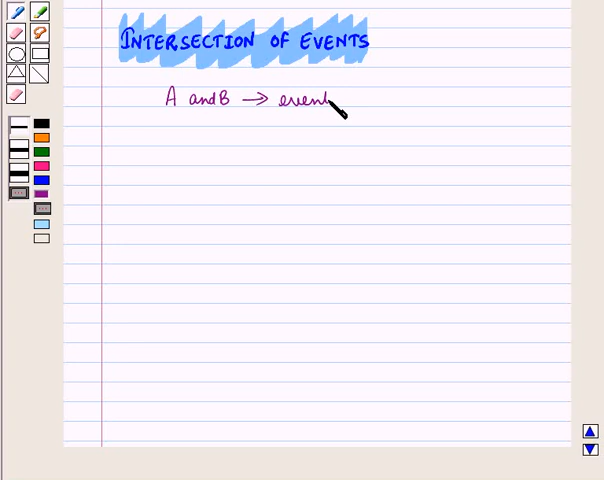 INTERSECTION OF EVENTS
A and B → event